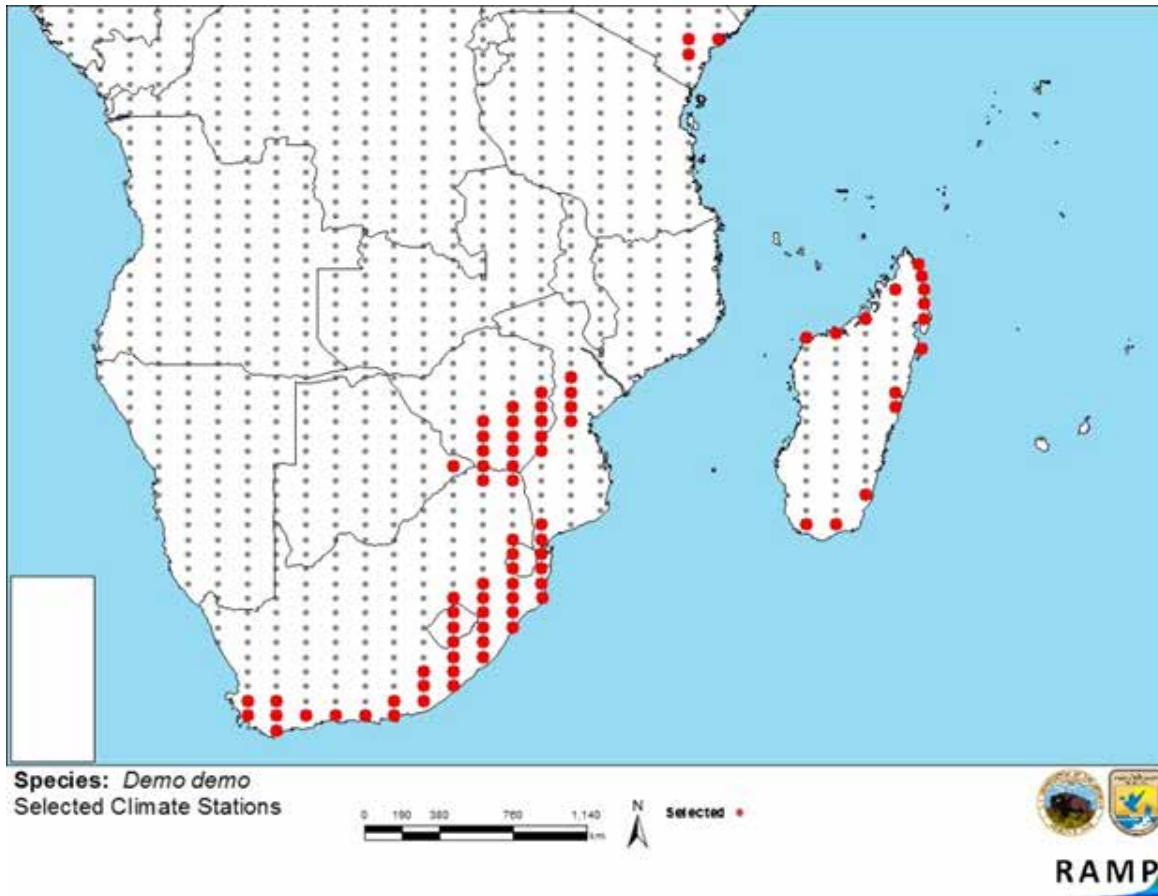 Species: Demo demo
Selected Climate Stations
0 190 380 760 1,140
km
N
Selected
RAMP